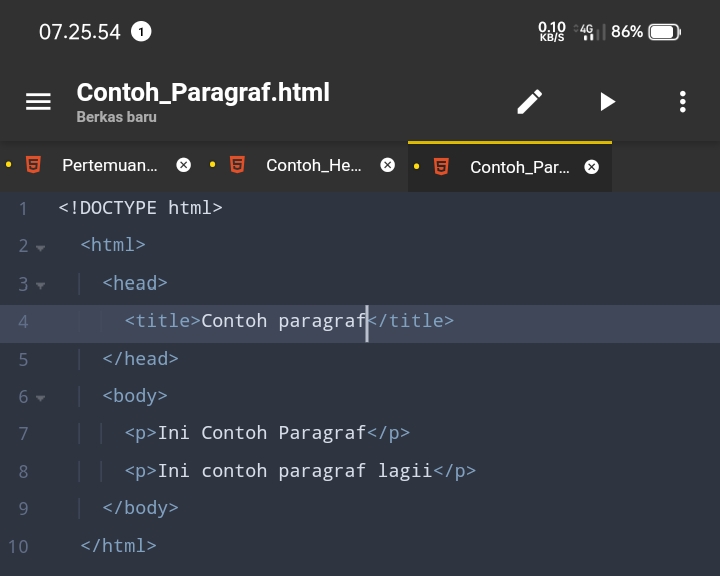 07.25.54 1 0.10 KB/S 4G 86%
Contoh_Paragraf.html
Berkas baru
Pertemuan... Contoh_He... Contoh_Par...
1 <!DOCTYPE html>
2 <html>
3 <head>
4 <title>Contoh paragraf</title>
5 </head>
6 <body>
7 <p>Ini Contoh Paragraf</p>
8 <p>Ini contoh paragraf lagii</p>
9 </body>
10 </html>